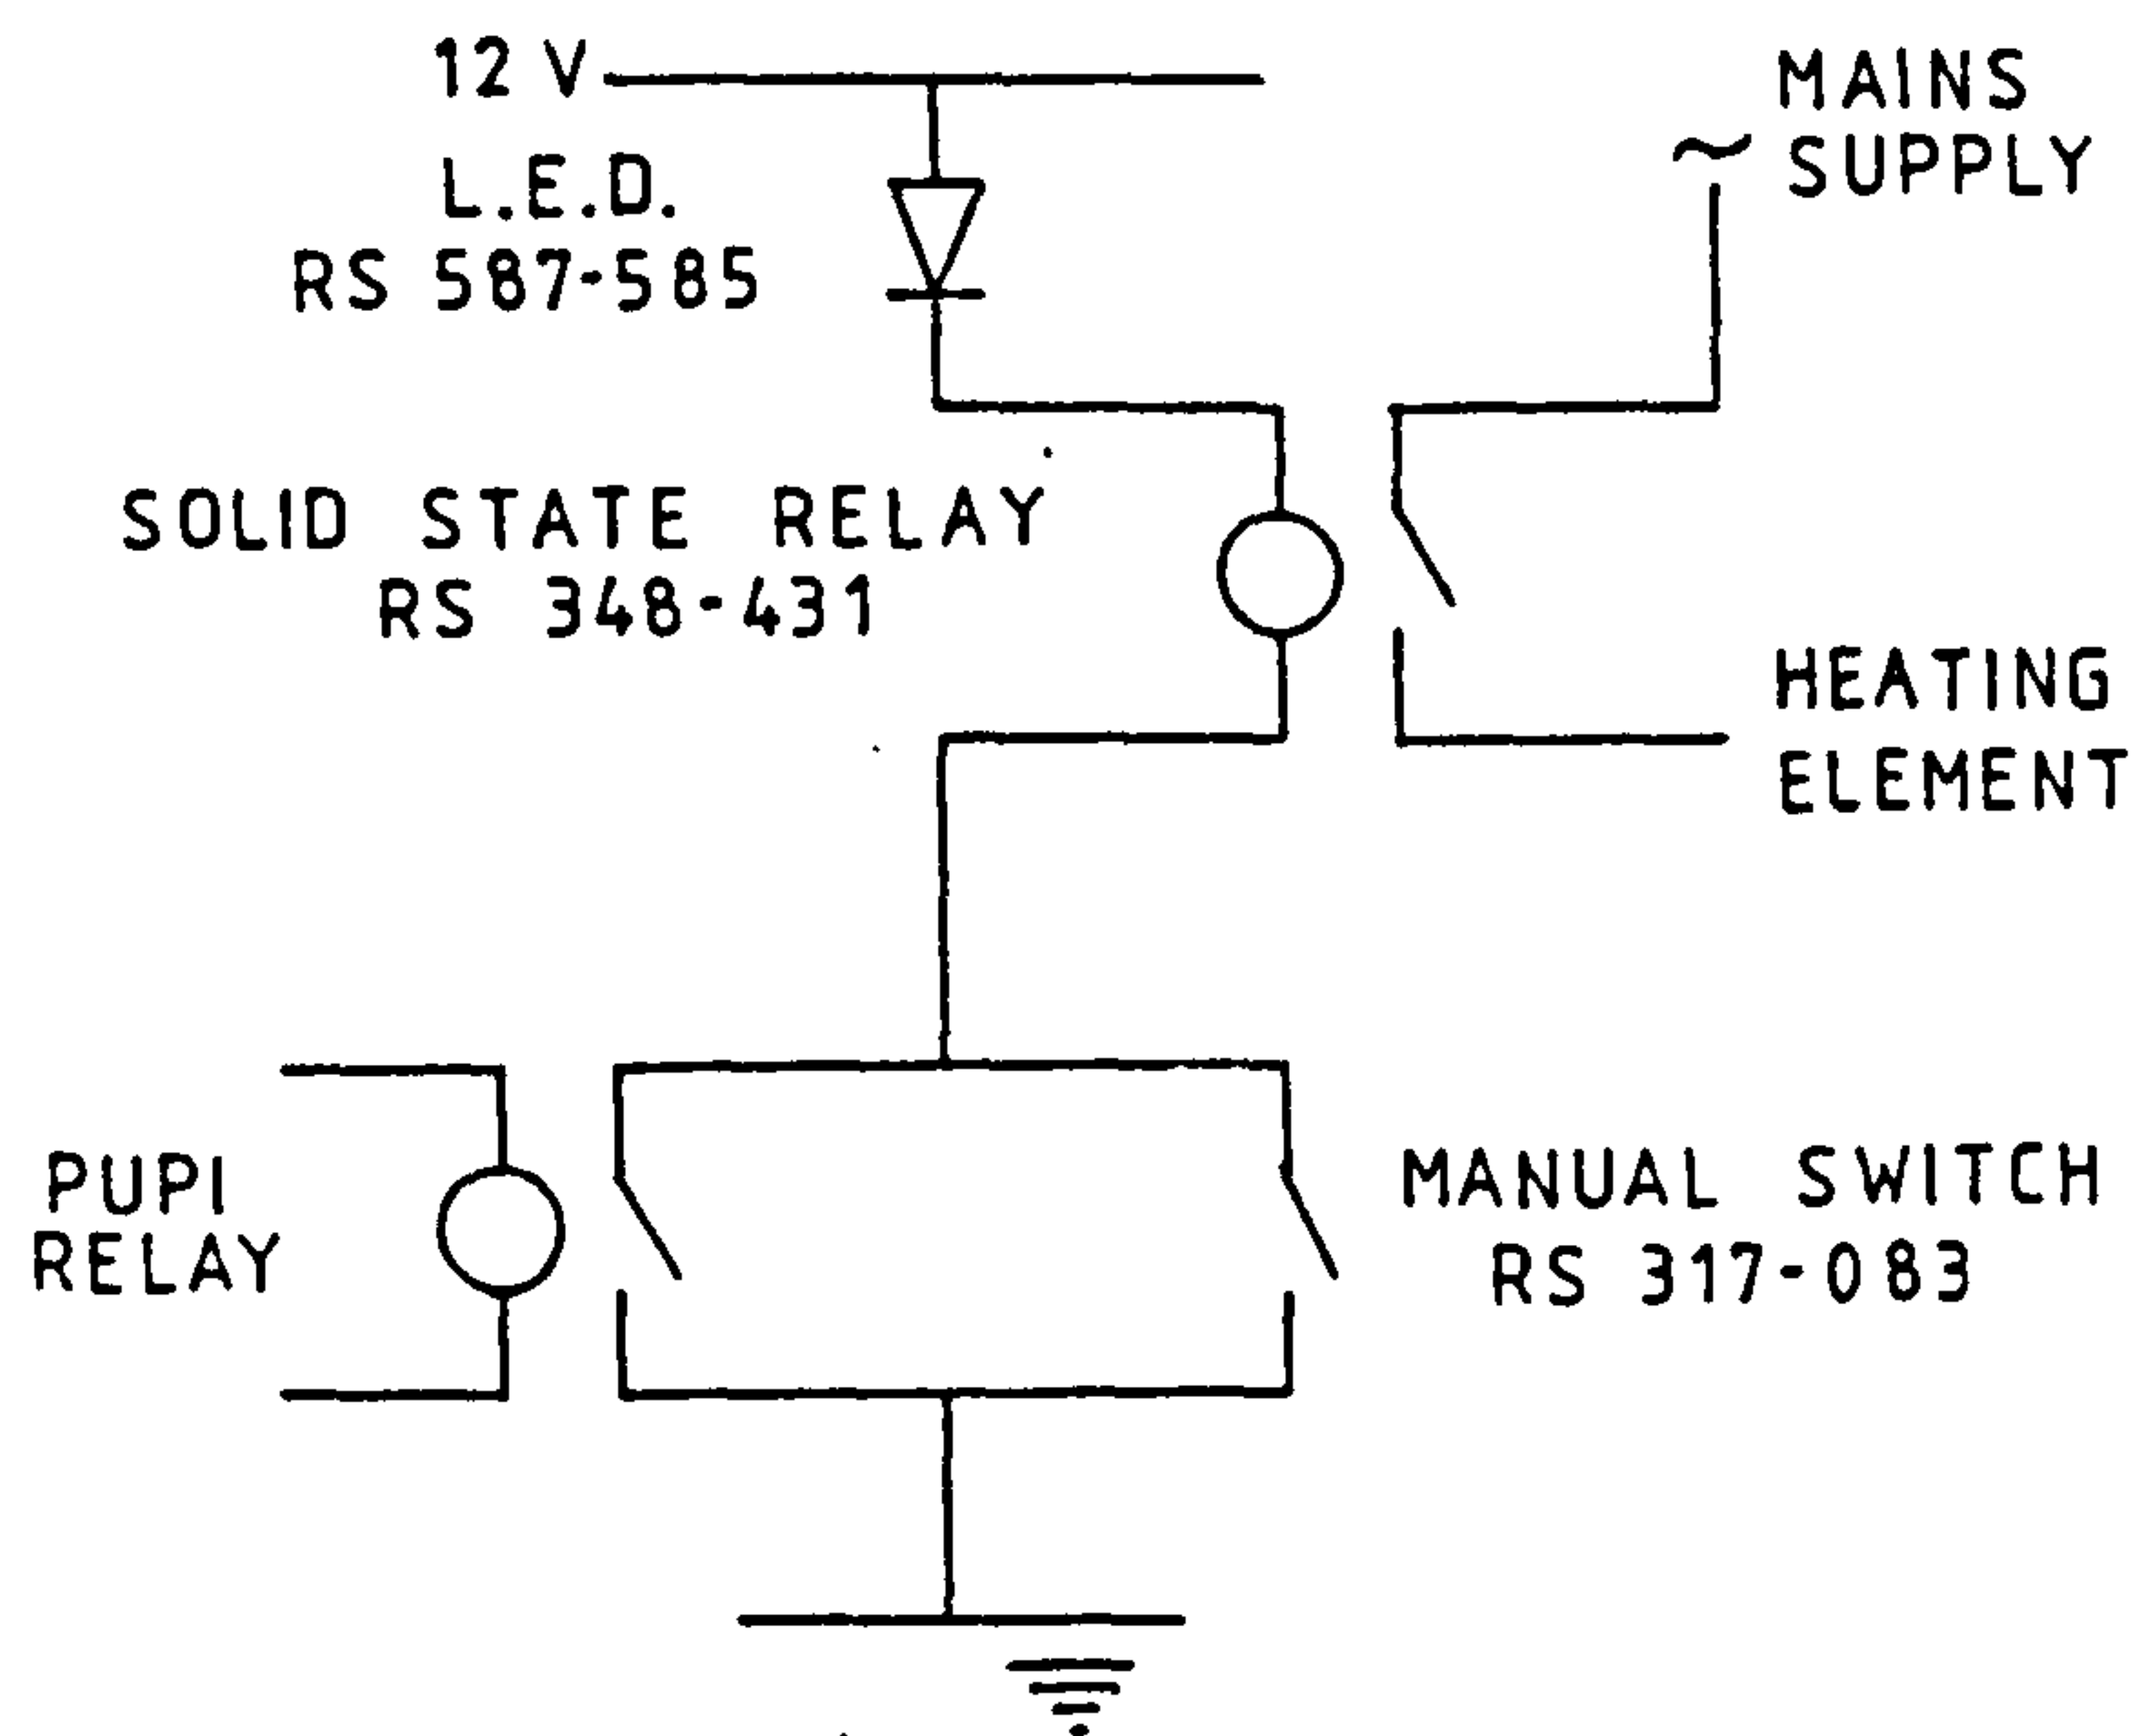 12 V
MAINS
~ SUPPLY
L.E.D.
RS 587-585
SOLID STATE RELAY
RS 348-431
HEATING
ELEMENT
PUPI
RELAY
MANUAL SWITCH
RS 317-083